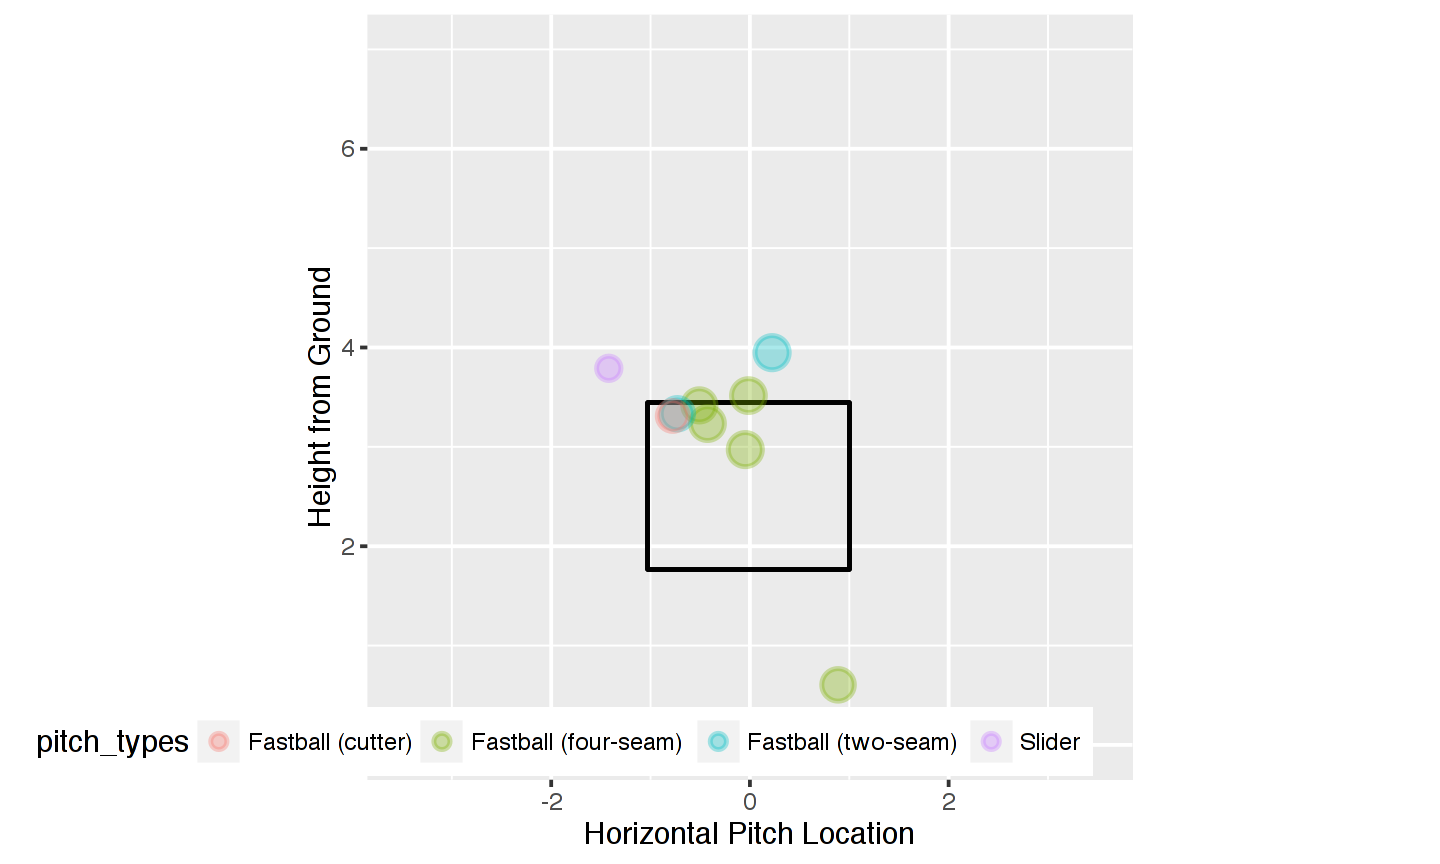 Height from Ground
6
4
2
pitch_types Fastball (cutter) Fastball (four-seam) Fastball (two-seam) Slider
-2 0 2
Horizontal Pitch Location